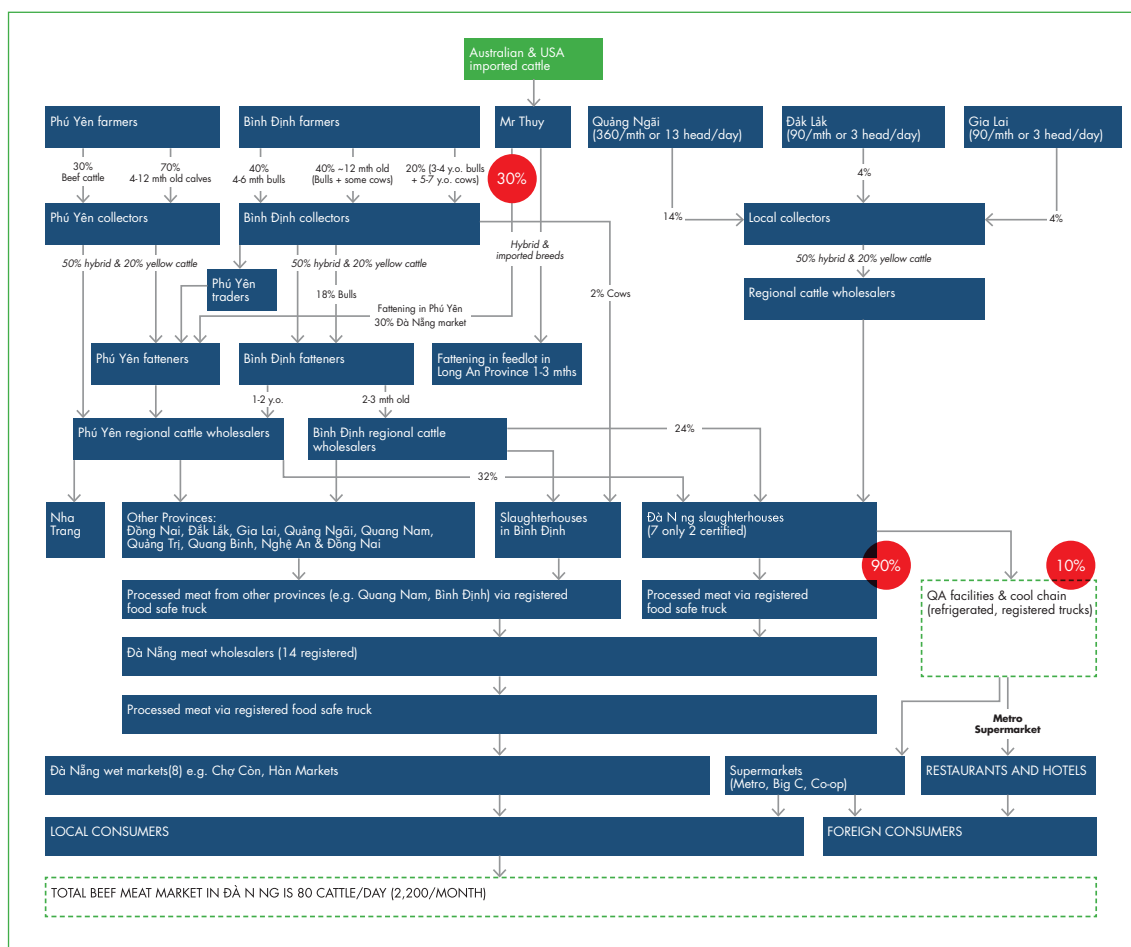 Australian & USA
imported cattle
Phú Yên farmers
Bình Định farmers
Mr Thuy
Quảng Ngãi
(360/mth or 13 head/day)
Đắk Lắk
(90/mth or 3 head/day)
Gia Lai
(90/mth or 3 head/day)
30%
Beef cattle
70%
4-12 mth old calves
40%
4-6 mth bulls
40% ~12 mth old
(Bulls + some cows)
20% (3-4 y.o. bulls
+ 5-7 y.o. cows)
30%
14%
4%
4%
Phú Yên collectors
Bình Định collectors
Local collectors
50% hybrid & 20% yellow cattle
50% hybrid & 20% yellow cattle
Hybrid &
imported breeds
50% hybrid & 20% yellow cattle
Phú Yên
traders
18% Bulls
2% Cows
Regional cattle wholesalers
Fattening in Phú Yên
30% Đà Nẵng market
Phú Yên fatteners
Bình Định fatteners
Fattening in feedlot in
Long An Province 1-3 mths
1-2 y.o.
2-3 mth old
Phú Yên regional cattle wholesalers
Bình Định regional cattle
wholesalers
24%
32%
Nha
Trang
Other Provinces:
Đồng Nai, Đắk Lắk, Gia Lai, Quảng Ngãi, Quang Nam,
Quảng Trị, Quang Binh, Nghệ An & Đồng Nai
Slaughterhouses
in Bình Định
Đà N ng slaughterhouses
(7 only 2 certified)
90%
10%
Processed meat from other provinces (e.g. Quang Nam, Bình Định) via registered
food safe truck
Processed meat via registered
food safe truck
QA facilities & cool chain
(refrigerated, registered trucks)
Đà Nẵng meat wholesalers (14 registered)
Processed meat via registered food safe truck
Metro
Supermarket
Đà Nẵng wet markets(8) e.g. Chợ Còn, Hàn Markets
Supermarkets
(Metro, Big C, Co-op)
RESTAURANTS AND HOTELS
LOCAL CONSUMERS
FOREIGN CONSUMERS
TOTAL BEEF MEAT MARKET IN ĐÀ N NG IS 80 CATTLE/DAY (2,200/MONTH)